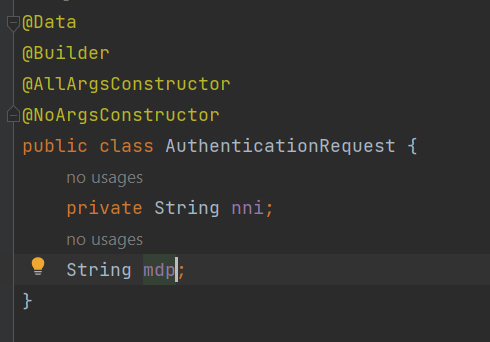 @Data
@Builder
@AllArgsConstructor
@NoArgsConstructor
public class AuthenticationRequest {
no usages
private String nni;
no usages
String mdp;
}